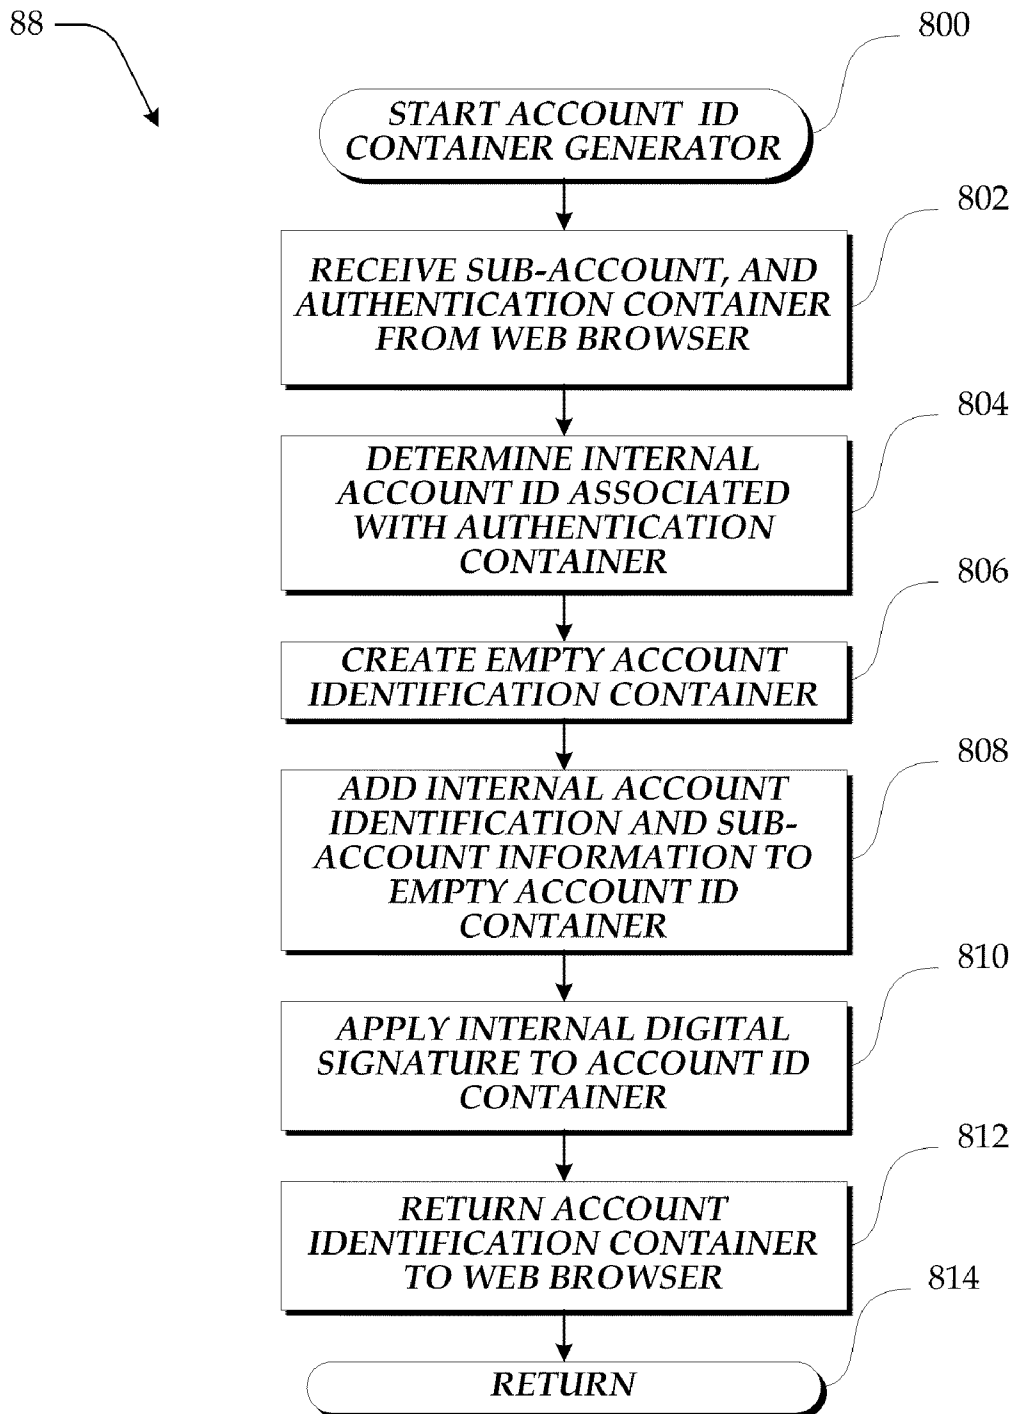 88
800
START ACCOUNT ID
CONTAINER GENERATOR
802
RECEIVE SUB-ACCOUNT, AND
AUTHENTICATION CONTAINER
FROM WEB BROWSER
804
DETERMINE INTERNAL
ACCOUNT ID ASSOCIATED
WITH AUTHENTICATION
CONTAINER
806
CREATE EMPTY ACCOUNT
IDENTIFICATION CONTAINER
808
ADD INTERNAL ACCOUNT
IDENTIFICATION AND SUB-
ACCOUNT INFORMATION TO
EMPTY ACCOUNT ID
CONTAINER
810
APPLY INTERNAL DIGITAL
SIGNATURE TO ACCOUNT ID
CONTAINER
812
RETURN ACCOUNT
IDENTIFICATION CONTAINER
TO WEB BROWSER
814
RETURN